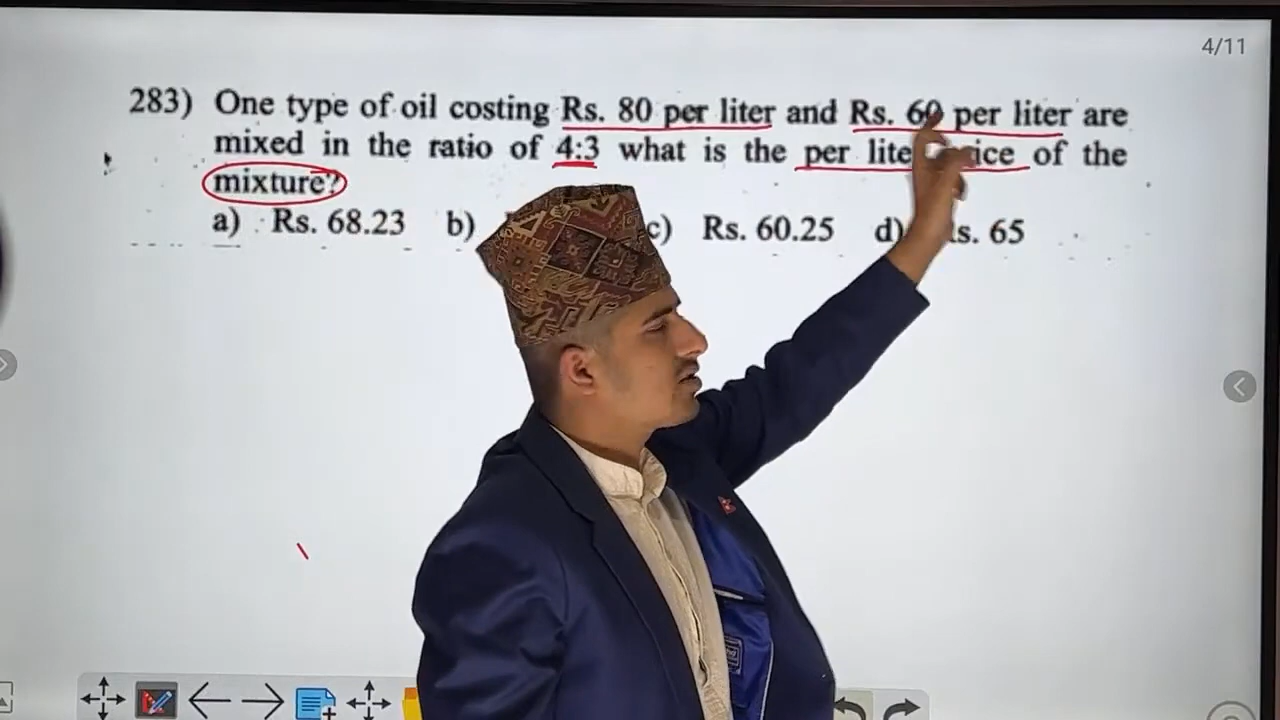 4/11
283) One type of oil costing Rs. 80 per liter and Rs. 60 per liter are
mixed in the ratio of 4:3 what is the per of the
mixture?
a) Rs. 68.23 b) c) Rs. 60.25 d) 65